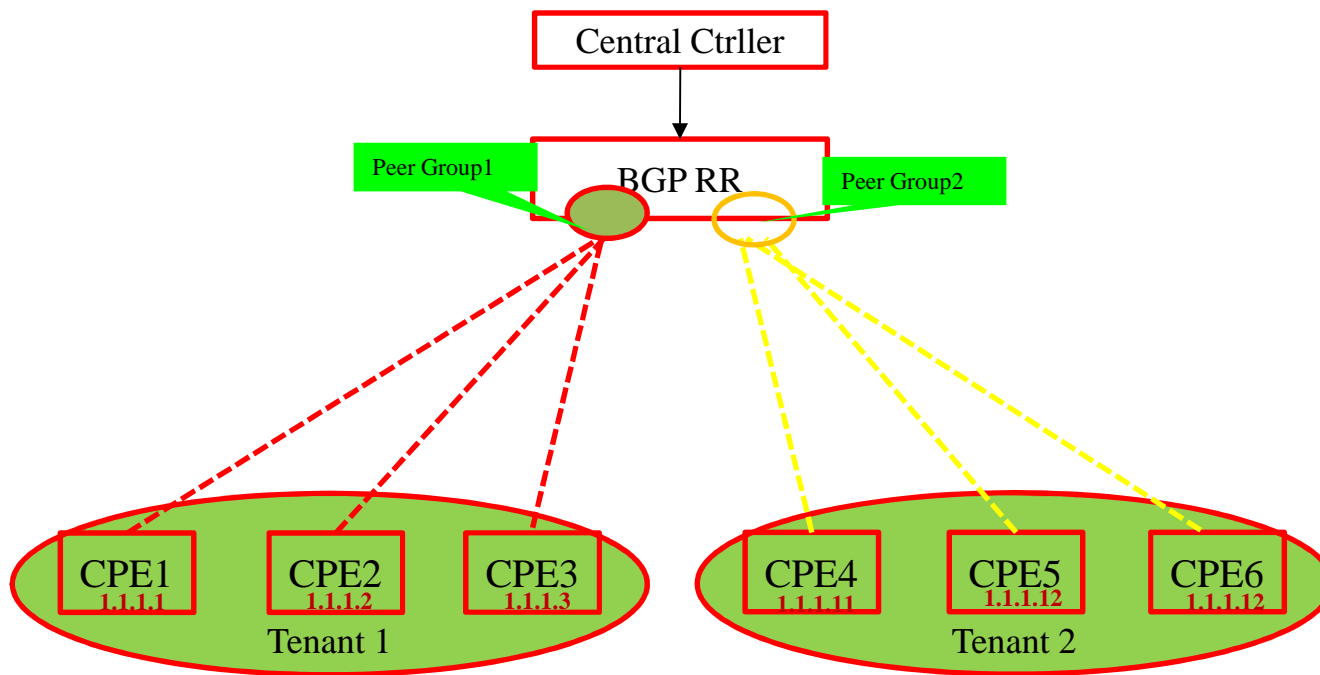 Central Ctrller
Peer Group1
BGP RR
Peer Group2
CPE1
1.1.1.1
CPE2
1.1.1.2
CPE3
1.1.1.3
Tenant 1
CPE4
1.1.1.11
CPE5
1.1.1.12
CPE6
1.1.1.12
Tenant 2